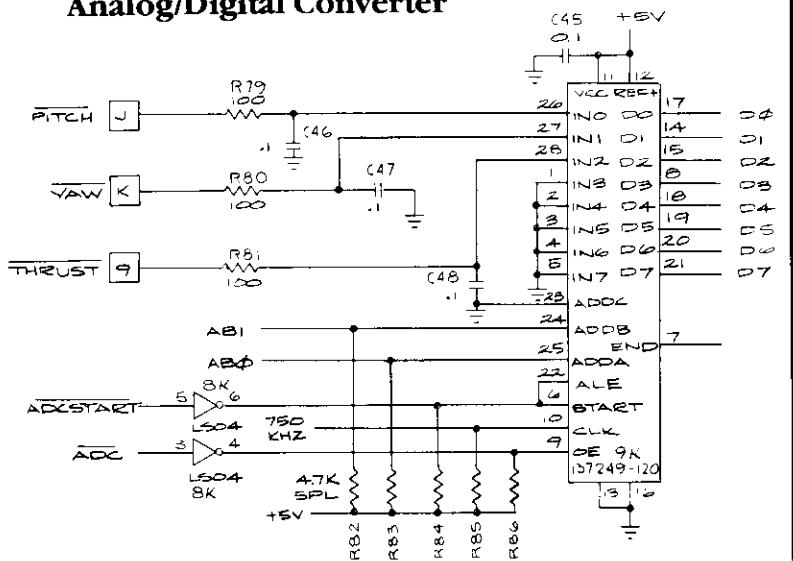 Analog/Digital Converter
C45
0.1
+5V
11 12
VCC REF+
R79
100
PITCH J
26 IN0 D0 17 DØ
C46
.1
27 IN1 D1 14 D1
28 IN2 D2 15 D2
R80
100
YAW K
C47
.1
1 IN3 D3 8 D3
2 IN4 D4 18 D4
3 IN5 D5 19 D5
4 IN6 D6 20 D6
5 IN7 D7 21 D7
R81
100
THRUST 9
C48
.1
23 ADDC
AB1 24 ADDB
END 7
ABØ 25 ADDA
22 ALE
8K
ADCSTART 5 6
LS04
6 START
750
KHZ
10 CLK
ADC 3 4
LS04
8K
9 OE 9K
137249-120
4.7K
5PL
13 16
+5V
R82
R83
R84
R85
R86